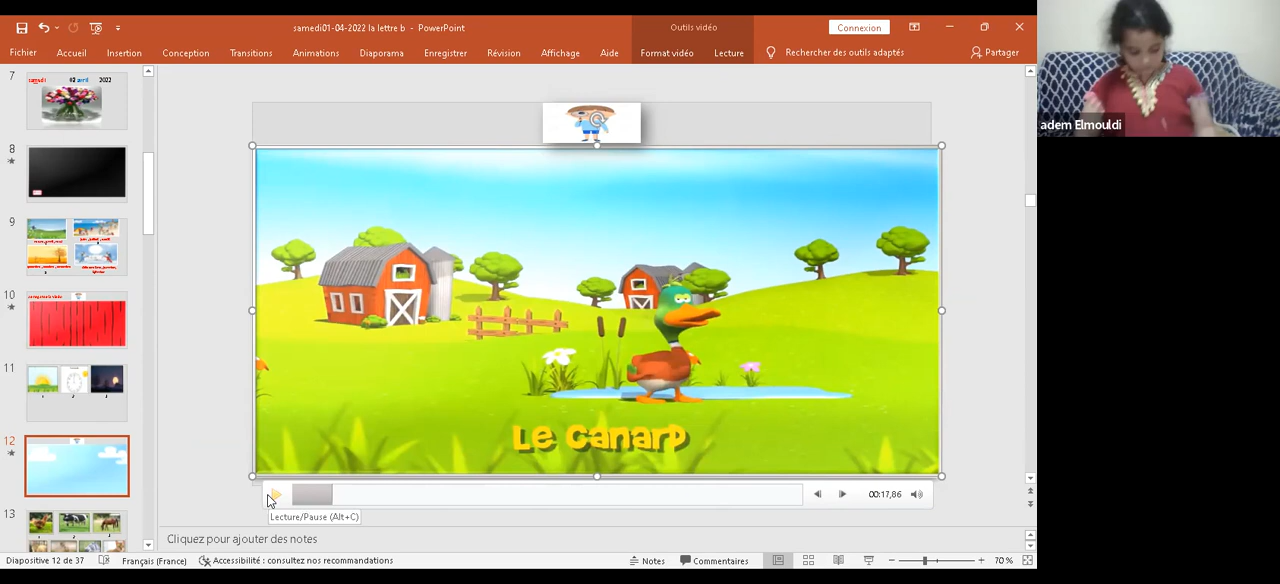 samedi01-04-2022 la lettre b - PowerPoint
Outils vidéo
Connexion
Fichier
Accueil
Insertion
Conception
Transitions
Animations
Diaporama
Enregistrer
Révision
Affichage
Aide
Format vidéo
Lecture
Rechercher des outils adaptés
Partager
adem Elmouldi
7
8
9
10
11
12
13
samedi
avril
2022
Le Canard
00:17,86
Lecture/Pause (Alt+C)
Cliquez pour ajouter des notes
Diapositive 12 de 37
Français (France)
Accessibilité : consultez nos recommandations
Notes
Commentaires
70 %